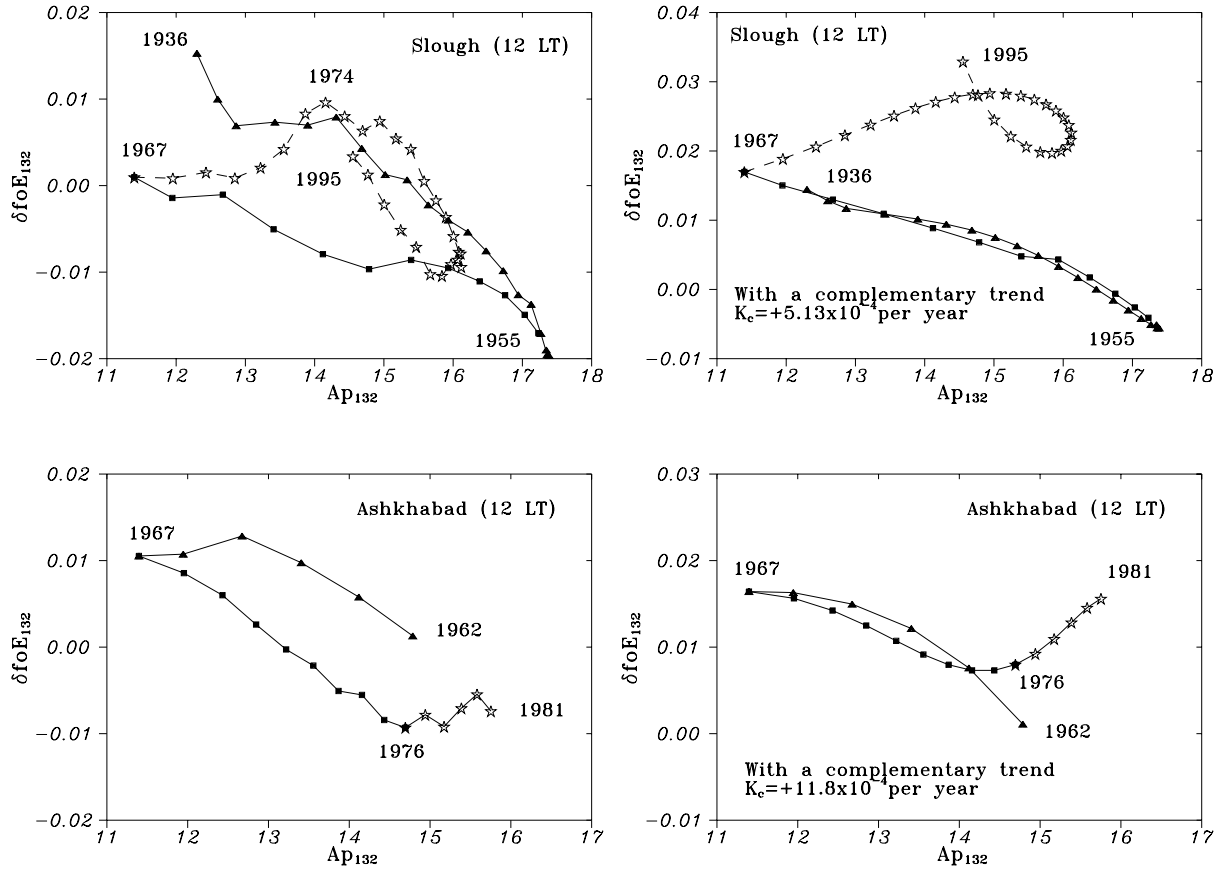 0.02
0.01
0.00
−0.01
−0.02
δfoE132
1936
Slough (12 LT)
1974
1967
1995
1955
11 12 13 14 15 16 17 18
Ap132
0.04
0.03
0.02
0.01
0.00
−0.01
δfoE132
Slough (12 LT)
1995
1967
1936
With a complementary trend
Kc=+5.13x10−4per year
1955
11 12 13 14 15 16 17 18
Ap132
0.02
0.01
0.00
−0.01
−0.02
δfoE132
Ashkhabad (12 LT)
1967
1962
1981
1976
11 12 13 14 15 16 17
Ap132
0.03
0.02
0.01
0.00
−0.01
δfoE132
Ashkhabad (12 LT)
1967
1981
1976
1962
With a complementary trend
Kc=+11.8x10−4per year
11 12 13 14 15 16 17
Ap132